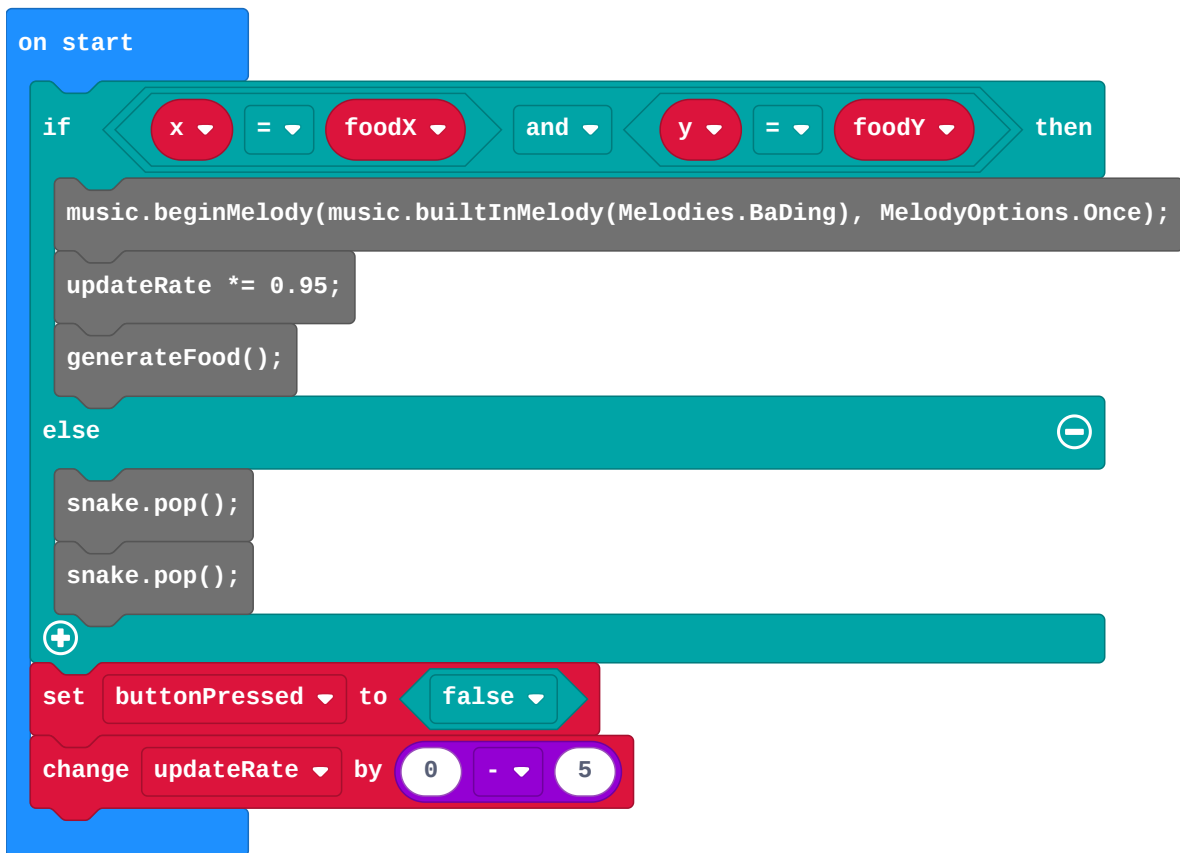 on start
if x = foodX and y = foodY then
music.beginMelody(music.builtInMelody(Melodies.BaDing), MelodyOptions.Once);
updateRate *= 0.95;
generateFood();
else
snake.pop();
snake.pop();
set buttonPressed to false
change updateRate by 0 - 5